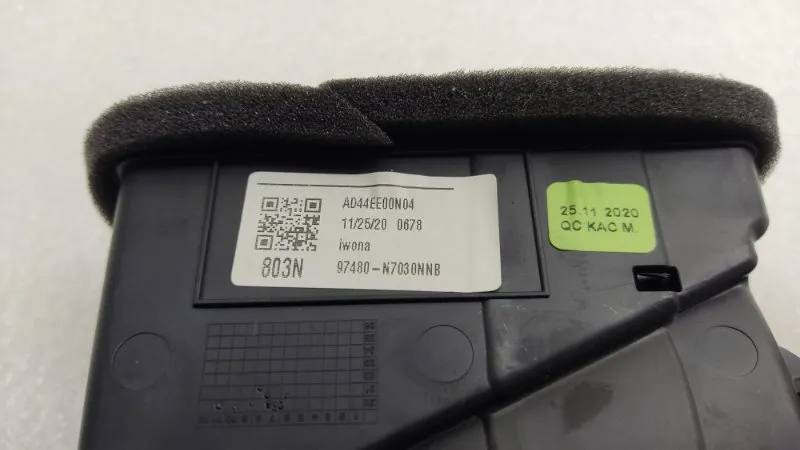 AD44EE00N04
11/25/20 0678
iwona
803N 97480-N7030NNB
25.11 2020
QC KAC M.